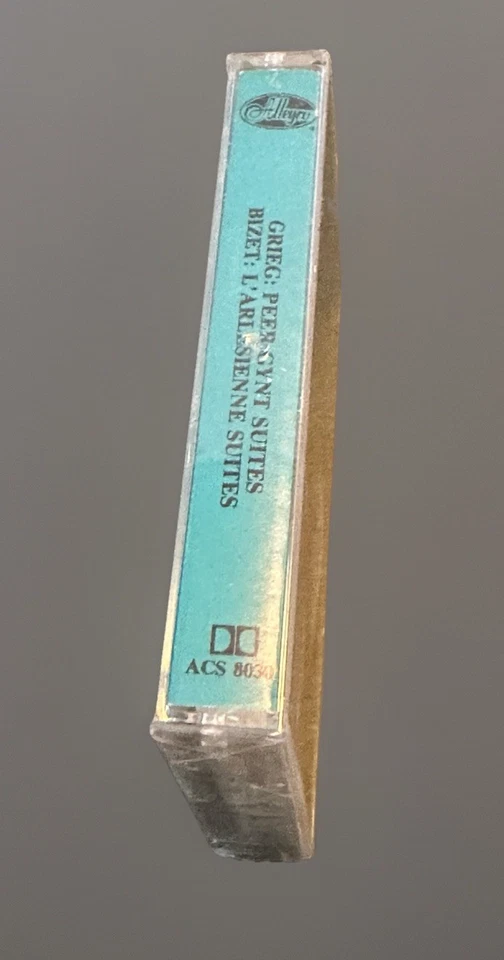 Allegro
GRIEG: PEER GYNT SUITES
BIZET: L'ARLESIENNE SUITES
ACS 8030